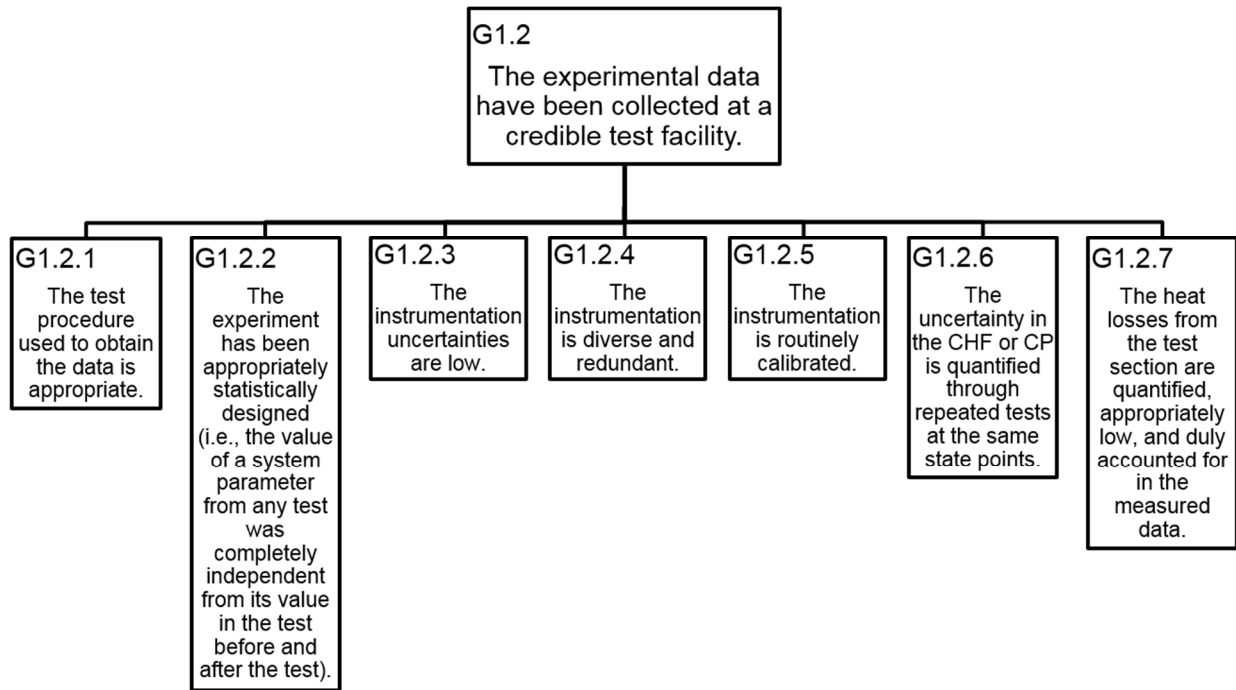 G1.2
The experimental data
have been collected at a
credible test facility.
G1.2.1
The test
procedure
used to obtain
the data is
appropriate.
G1.2.2
The
experiment
has been
appropriately
statistically
designed
(i.e., the value
of a system
parameter
from any test
was
completely
independent
from its value
in the test
before and
after the test).
G1.2.3
The
instrumentation
uncertainties
are low.
G1.2.4
The
instrumentation
is diverse and
redundant.
G1.2.5
The
instrumentation
is routinely
calibrated.
G1.2.6
The
uncertainty in
the CHF or CP
is quantified
through
repeated tests
at the same
state points.
G1.2.7
The heat
losses from
the test
section are
quantified,
appropriately
low, and duly
accounted for
in the
measured
data.